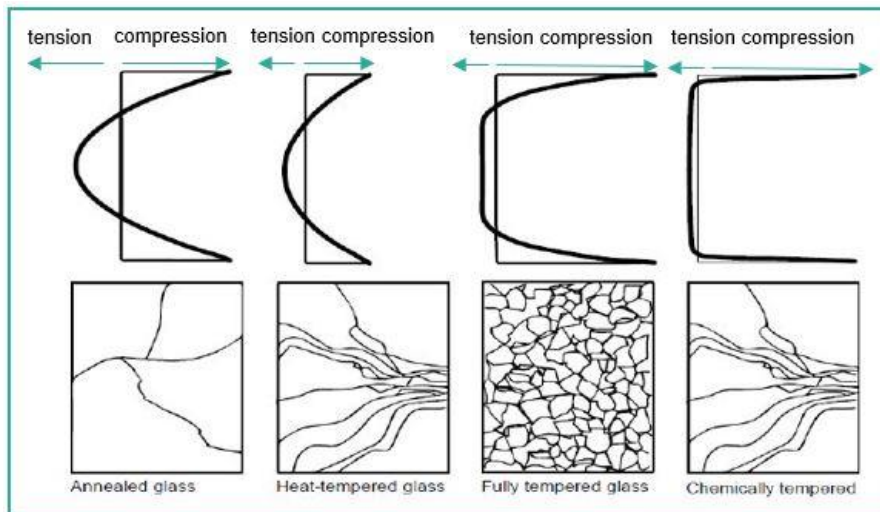 tension compression
tension compression
tension compression
tension compression
Annealed glass
Heat-tempered glass
Fully tempered glass
Chemically tempered